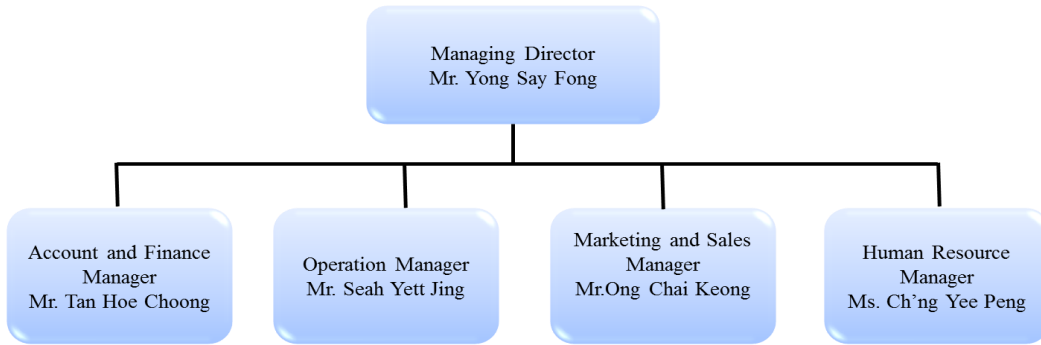 Managing Director
Mr. Yong Say Fong
Account and Finance
Manager
Mr. Tan Hoe Choong
Operation Manager
Mr. Seah Yett Jing
Marketing and Sales
Manager
Mr.Ong Chai Keong
Human Resource
Manager
Ms. Ch’ng Yee Peng